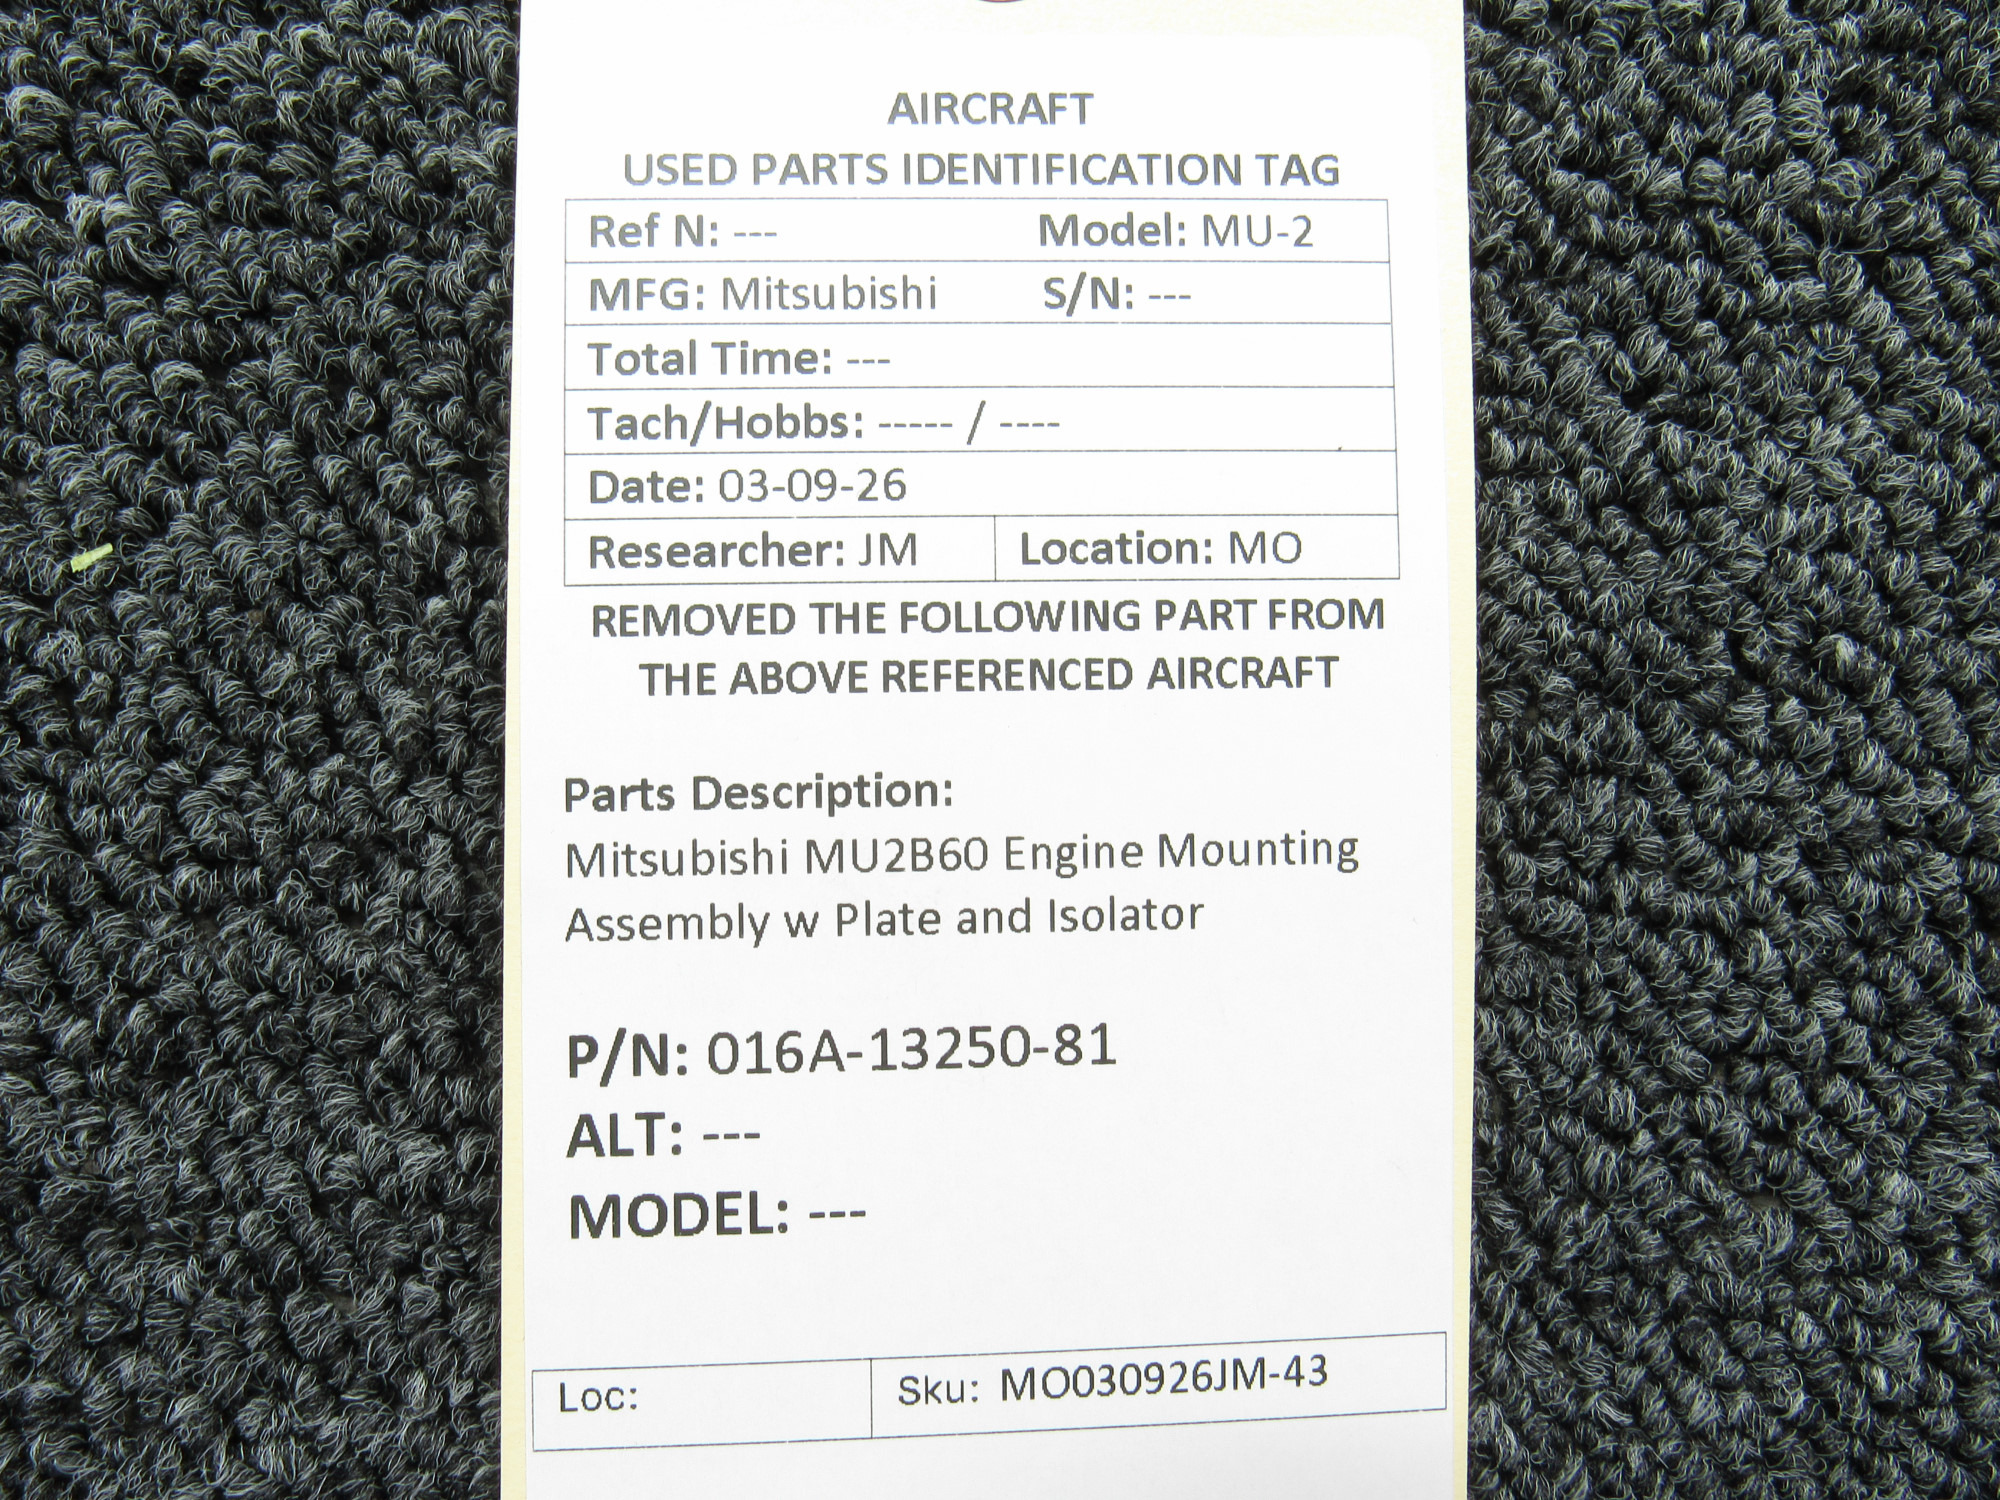 AIRCRAFT
USED PARTS IDENTIFICATION TAG
Ref N: --- Model: MU-2
MFG: Mitsubishi S/N: ---
Total Time: ---
Tach/Hobbs: ----- / ----
Date: 03-09-26
Researcher: JM Location: MO
REMOVED THE FOLLOWING PART FROM
THE ABOVE REFERENCED AIRCRAFT
Parts Description:
Mitsubishi MU2B60 Engine Mounting
Assembly w Plate and Isolator
P/N: 016A-13250-81
ALT: ---
MODEL: ---
Loc: Sku: MO030926JM-43